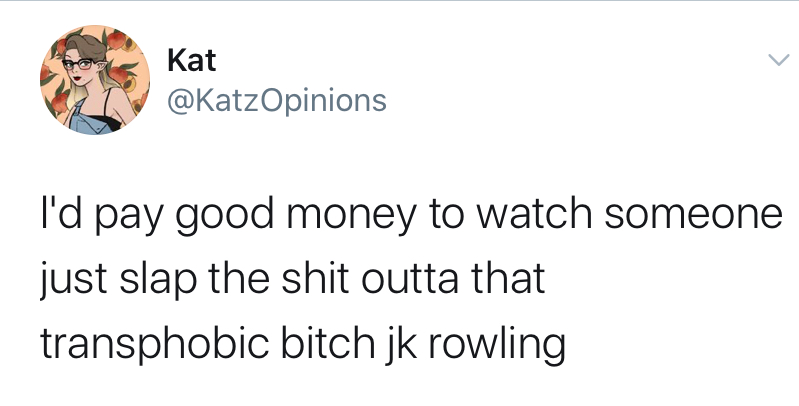 Kat
@KatzOpinions
I'd pay good money to watch someone
just slap the shit outta that
transphobic bitch jk rowling